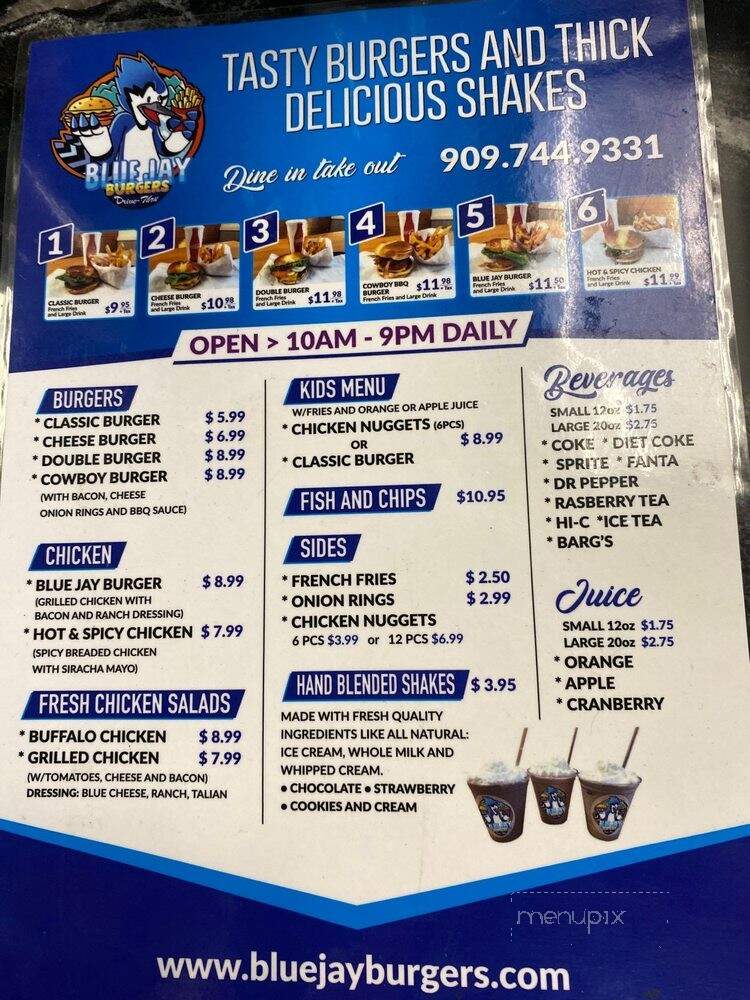 TASTY BURGERS AND THICK
DELICIOUS SHAKES
BLUE JAY
BURGERS
Drive-Thru
Dine in take out 909.744.9331
1
CLASSIC BURGER
French Fries
and Large Drink
$9.95 + Tax
2
CHEESE BURGER
French Fries
and Large Drink
$10.98 + Tax
3
DOUBLE BURGER
French Fries
and Large Drink
$11.98 + Tax
4
COWBOY BBQ
BURGER
French Fries
and Large Drink
$11.98 + Tax
5
BLUE JAY BURGER
French Fries
and Large Drink
$11.50 + Tax
6
HOT & SPICY CHICKEN
French Fries
and Large Drink
$11.99 + Tax
OPEN > 10AM - 9PM DAILY
BURGERS
* CLASSIC BURGER $5.99
* CHEESE BURGER $6.99
* DOUBLE BURGER $8.99
* COWBOY BURGER $8.99
(WITH BACON, CHEESE
ONION RINGS AND BBQ SAUCE)
CHICKEN
* BLUE JAY BURGER $8.99
(GRILLED CHICKEN WITH
BACON AND RANCH DRESSING)
* HOT & SPICY CHICKEN $7.99
(SPICY BREADED CHICKEN
WITH SIRACHA MAYO)
FRESH CHICKEN SALADS
* BUFFALO CHICKEN $8.99
* GRILLED CHICKEN $7.99
(W/TOMATOES, CHEESE AND BACON)
DRESSING: BLUE CHEESE, RANCH, TALIAN
KIDS MENU
W/FRIES AND ORANGE OR APPLE JUICE
* CHICKEN NUGGETS (6PCS)
OR $8.99
* CLASSIC BURGER
FISH AND CHIPS $10.95
SIDES
* FRENCH FRIES $2.50
* ONION RINGS $2.99
* CHICKEN NUGGETS
6 PCS $3.99 or 12 PCS $6.99
HAND BLENDED SHAKES $3.95
MADE WITH FRESH QUALITY
INGREDIENTS LIKE ALL NATURAL:
ICE CREAM, WHOLE MILK AND
WHIPPED CREAM.
• CHOCOLATE • STRAWBERRY
• COOKIES AND CREAM
Beverages
SMALL 12oz $1.75
LARGE 20oz $2.75
* COKE * DIET COKE
* SPRITE * FANTA
* DR PEPPER
* RASBERRY TEA
* HI-C *ICE TEA
* BARG'S
Juice
SMALL 12oz $1.75
LARGE 20oz $2.75
* ORANGE
* APPLE
* CRANBERRY
menupix
www.bluejayburgers.com